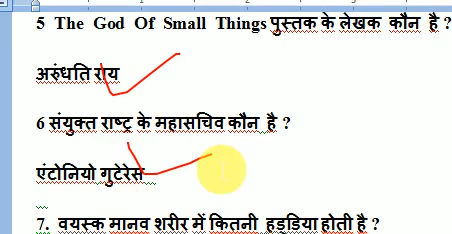 5 The God Of Small Things पुस्तक के लेखक कौन है ?
अरुंधति राय
6 संयुक्त राष्ट्र के महासचिव कौन है ?
एंटोनियो गुटेरेस
7. वयस्क मानव शरीर में कितनी हड्डिया होती है ?